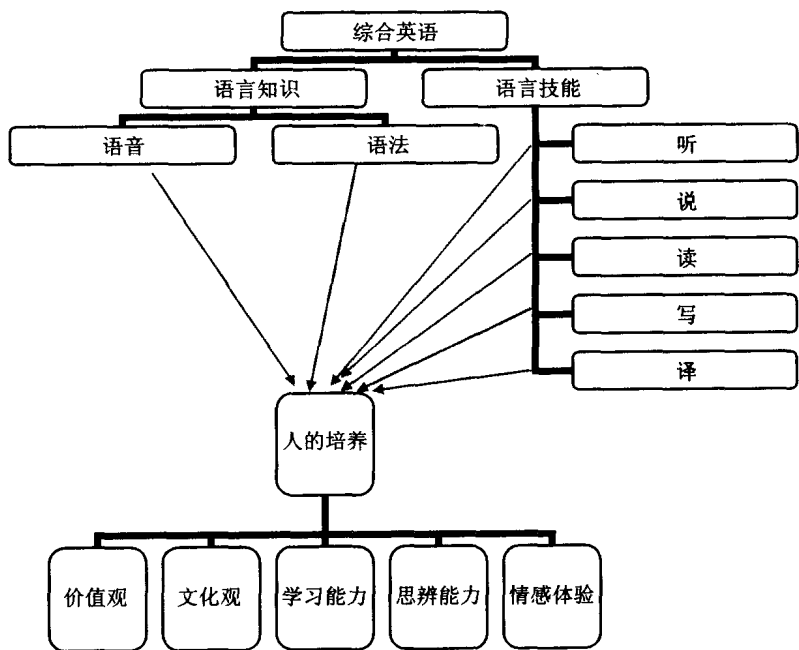 综合英语
语言知识
语言技能
语音
语法
听
说
读
写
译
人的培养
价值观
文化观
学习能力
思辨能力
情感体验